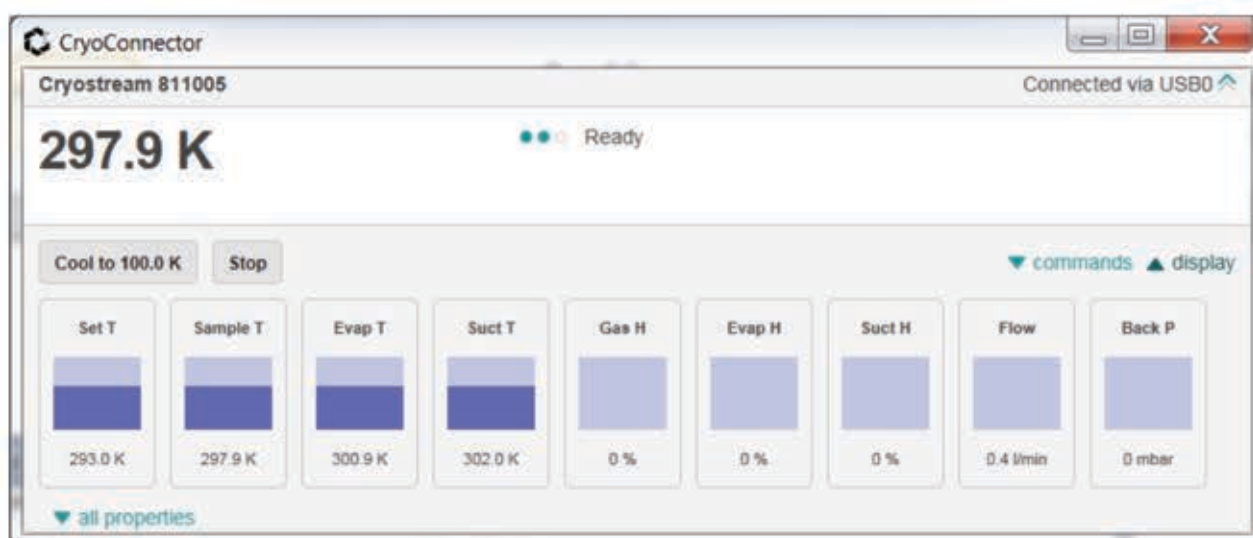 CryoConnector
Cryostream 811005 Connected via USB0
297.9 K Ready
Cool to 100.0 K Stop commands display
Set T Sample T Evap T Suct T Gas H Evap H Suct H Flow Back P
293.0 K 297.9 K 300.9 K 302.0 K 0 % 0 % 0 % 0.4 l/min 0 mbar
all properties